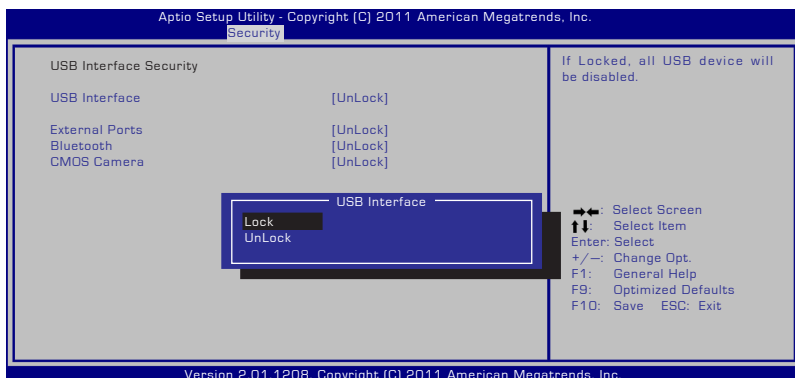 Aptio Setup Utility - Copyright (C) 2011 American Megatrends, Inc.
Security
USB Interface Security
USB Interface [UnLock]
External Ports [UnLock]
Bluetooth [UnLock]
CMOS Camera [UnLock]
USB Interface
Lock
UnLock
If Locked, all USB device will
be disabled.
→←: Select Screen
↑↓: Select Item
Enter: Select
+/—: Change Opt.
F1: General Help
F9: Optimized Defaults
F10: Save ESC: Exit
Version 2.01.1208. Copyright (C) 2011 American Megatrends, Inc.